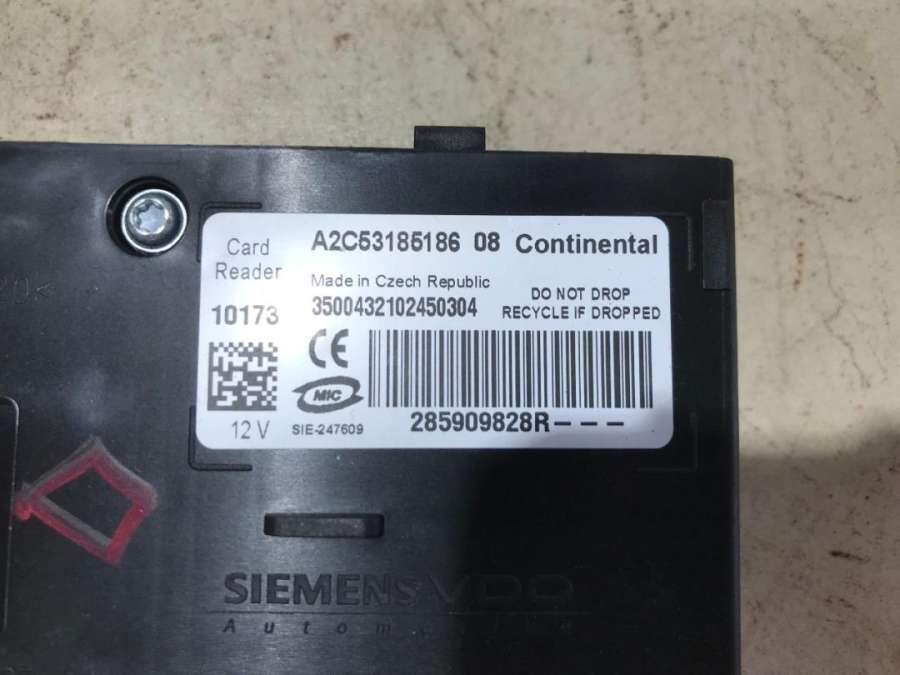 Card
Reader
10173
12 V
A2C53185186 08 Continental
Made in Czech Republic
3500432102450304
DO NOT DROP
RECYCLE IF DROPPED
CE
MIC
SIE-247609
285909828R---
SIEMENS VDO
Automotive